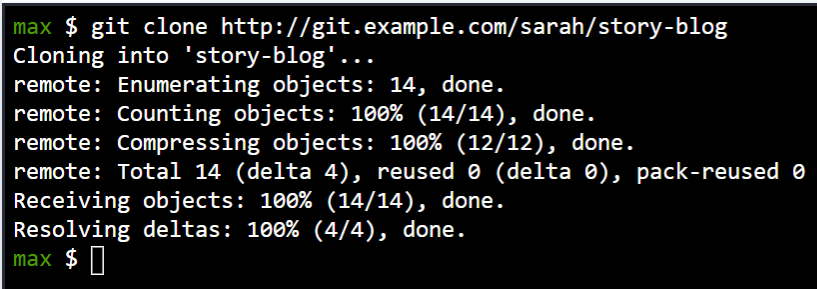 max $ git clone http://git.example.com/sarah/story-blog
Cloning into 'story-blog'...
remote: Enumerating objects: 14, done.
remote: Counting objects: 100% (14/14), done.
remote: Compressing objects: 100% (12/12), done.
remote: Total 14 (delta 4), reused 0 (delta 0), pack-reused 0
Receiving objects: 100% (14/14), done.
Resolving deltas: 100% (4/4), done.
max $